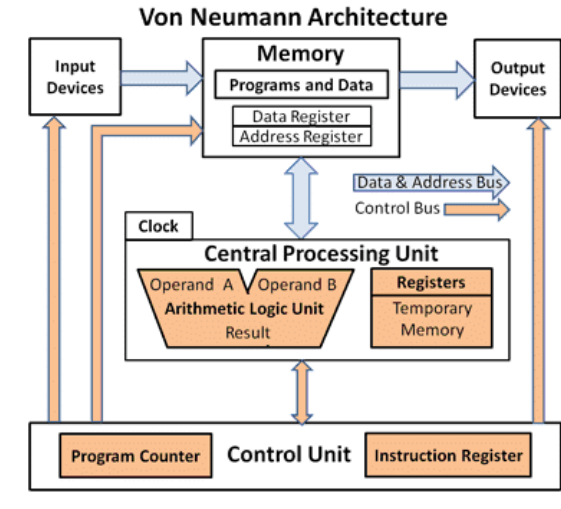 Von Neumann Architecture
Input
Devices
Memory
Programs and Data
Data Register
Address Register
Output
Devices
Data & Address Bus
Control Bus
Clock
Central Processing Unit
Operand A Operand B
Arithmetic Logic Unit
Result
Registers
Temporary
Memory
Program Counter
Control Unit
Instruction Register